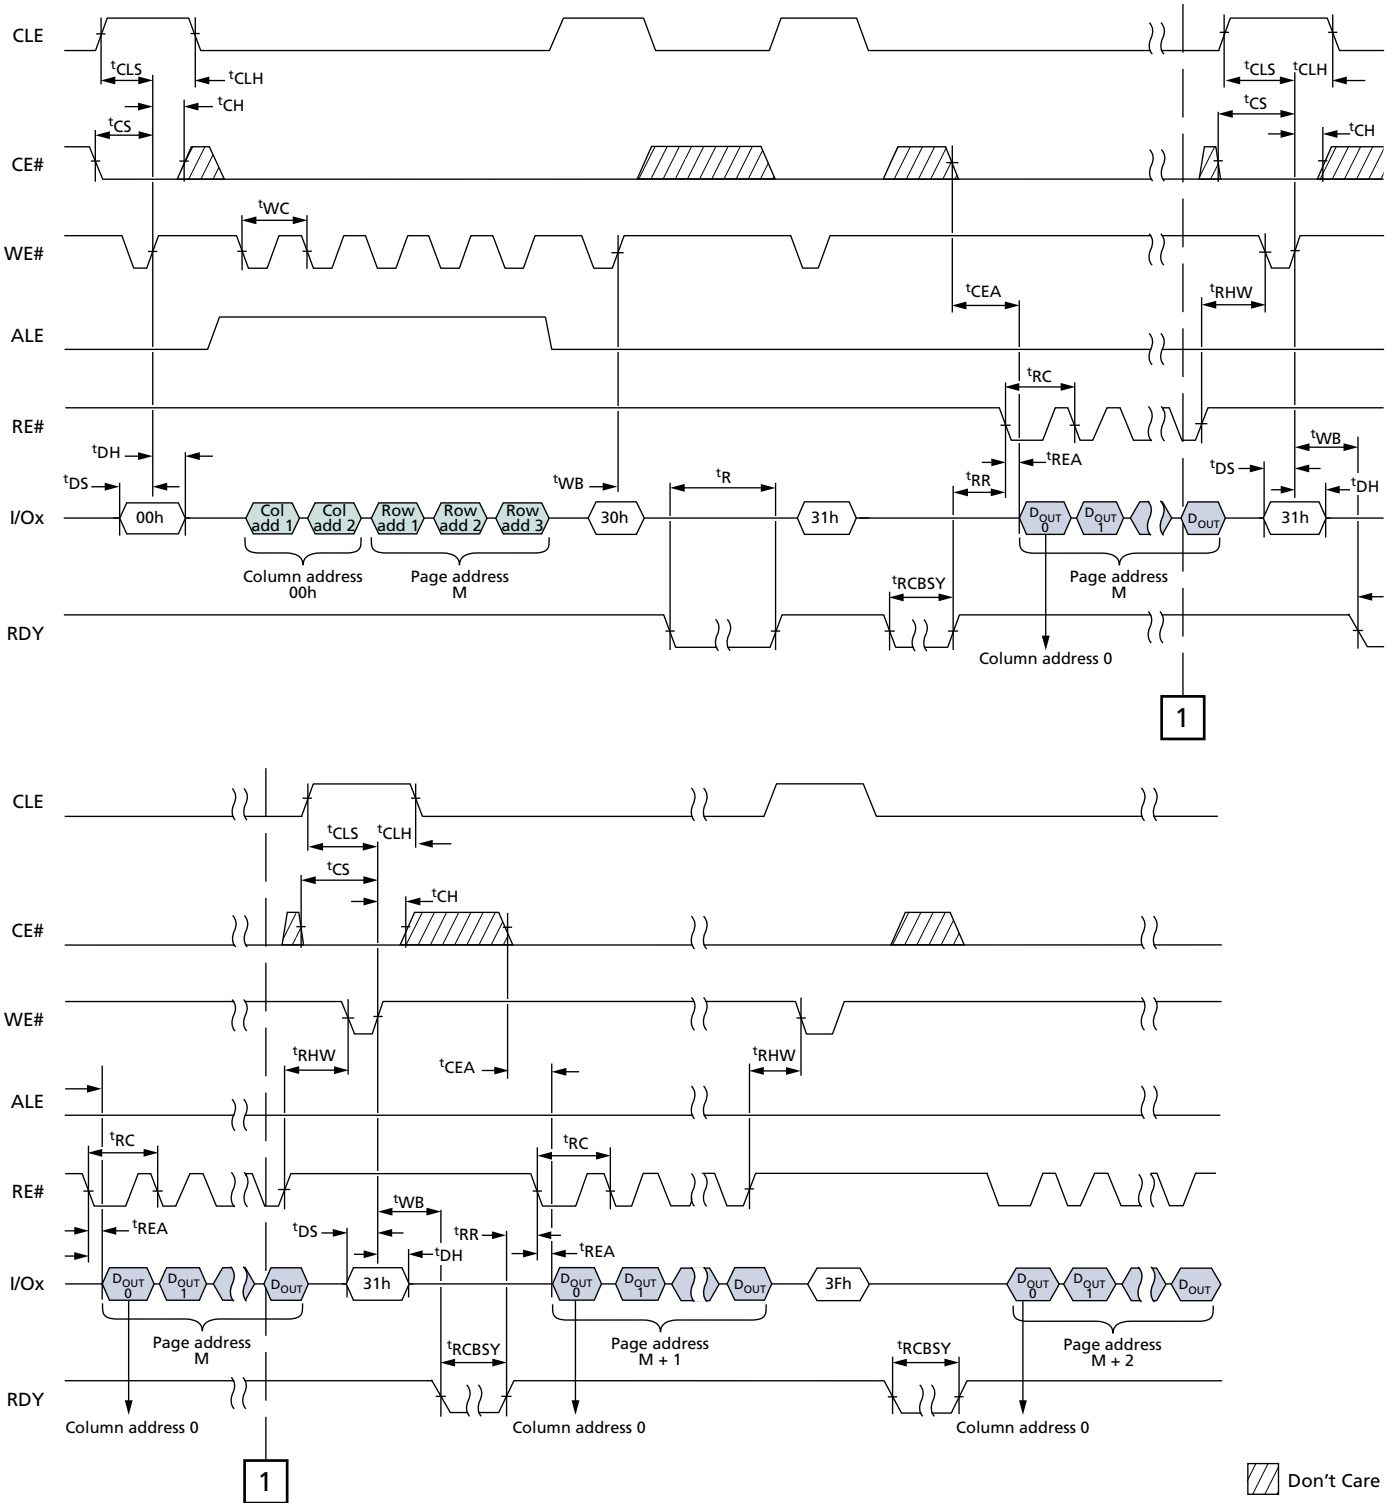 CLE
tCLS
tCLH
tCLS tCLH
tCH
tCS
tCS
tCH
CE#
tWC
WE#
tCEA
tRHW
ALE
tRC
RE#
tDH
tWB
tREA
tDS
tWB
tR
tRR
tDS
tDH
I/Ox
00h
Col add 1
Col add 2
Row add 1
Row add 2
Row add 3
30h
31h
DOUT 0
DOUT 1
DOUT
31h
Column address 00h
Page address M
tRCBSY
Page address M
RDY
Column address 0
1
CLE
tCLS tCLH
tCS
tCH
CE#
WE#
tRHW
tCEA
tRHW
ALE
tRC
tRC
RE#
tWB
tREA
tDS
tRR
tDH
tREA
I/Ox
DOUT 0
DOUT 1
DOUT
31h
DOUT 0
DOUT 1
DOUT
3Fh
DOUT 0
DOUT 1
DOUT
Page address M
Page address M + 1
Page address M + 2
tRCBSY
tRCBSY
RDY
Column address 0
Column address 0
Column address 0
1
Don't Care